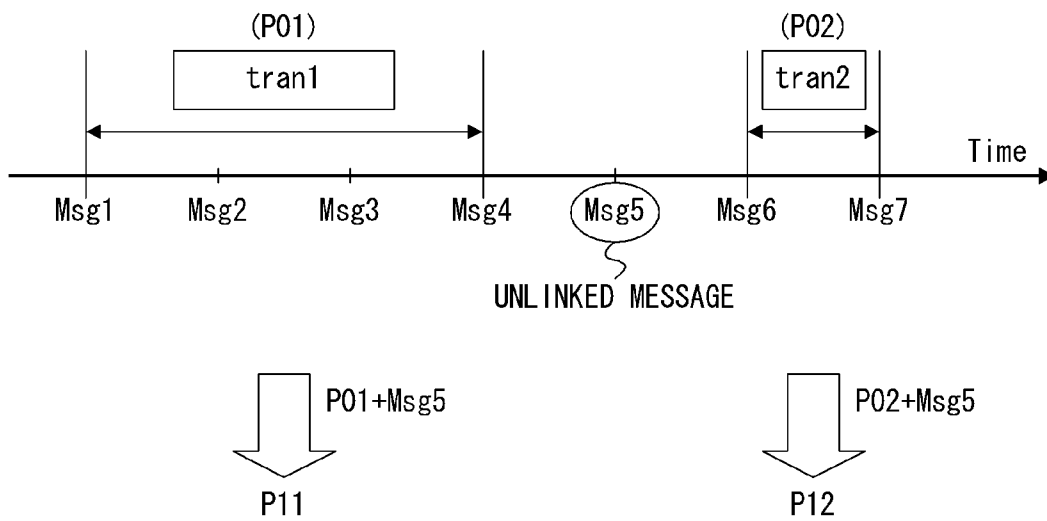 (P01) (P02)
tran1 tran2
Time
Msg1 Msg2 Msg3 Msg4 Msg5 Msg6 Msg7
UNLINKED MESSAGE
P01+Msg5 P02+Msg5
P11 P12